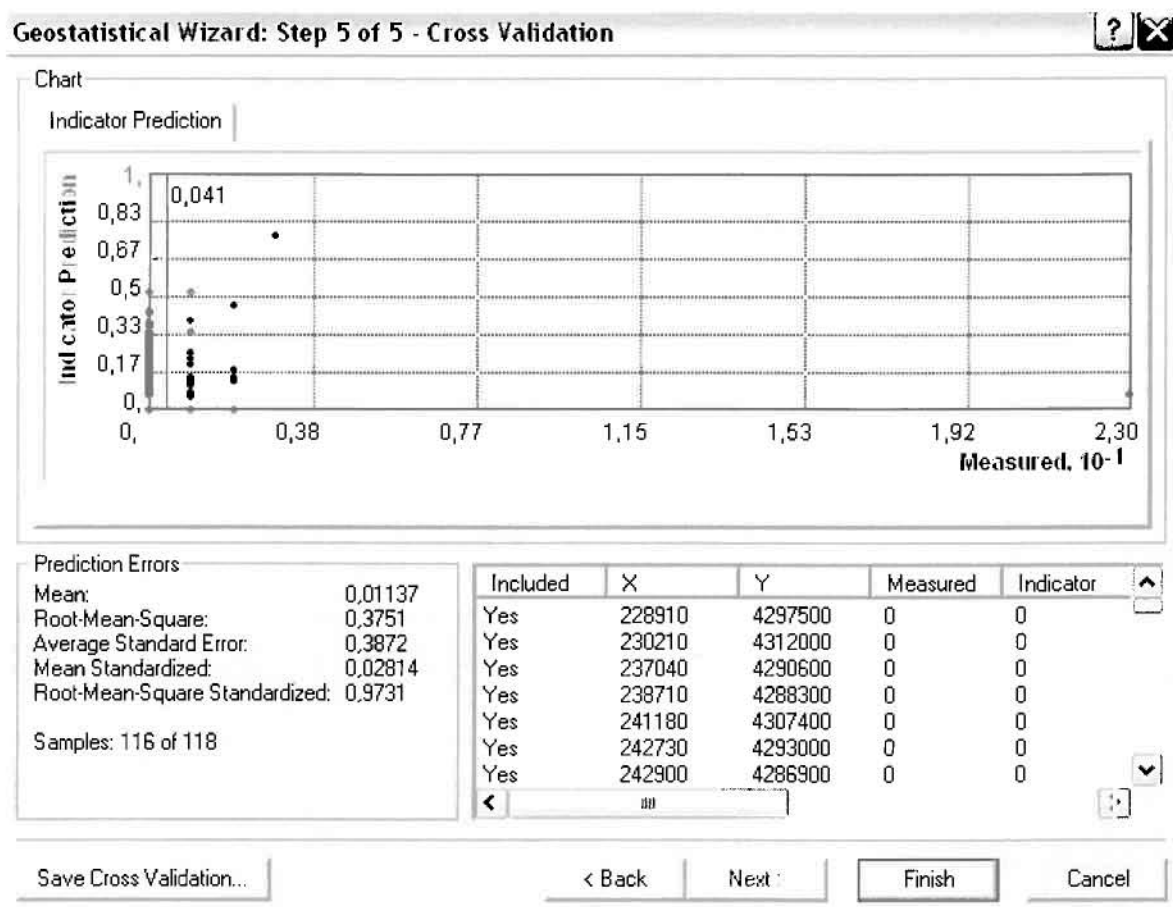 Geostatistical Wizard: Step 5 of 5 - Cross Validation
Chart
Indicator Prediction
Indicator Prediction
1,
0,83
0,67
0,5
0,33
0,17
0,
0,041
0, 0,38 0,77 1,15 1,53 1,92 2,30
Measured, 10-1
Prediction Errors
Mean: 0,01137
Root-Mean-Square: 0,3751
Average Standard Error: 0,3872
Mean Standardized: 0,02814
Root-Mean-Square Standardized: 0,9731
Samples: 116 of 118
Included X Y Measured Indicator
Yes 228910 4297500 0 0
Yes 230210 4312000 0 0
Yes 237040 4290600 0 0
Yes 238710 4288300 0 0
Yes 241180 4307400 0 0
Yes 242730 4293000 0 0
Yes 242900 4286900 0 0
Save Cross Validation... < Back Next Finish Cancel